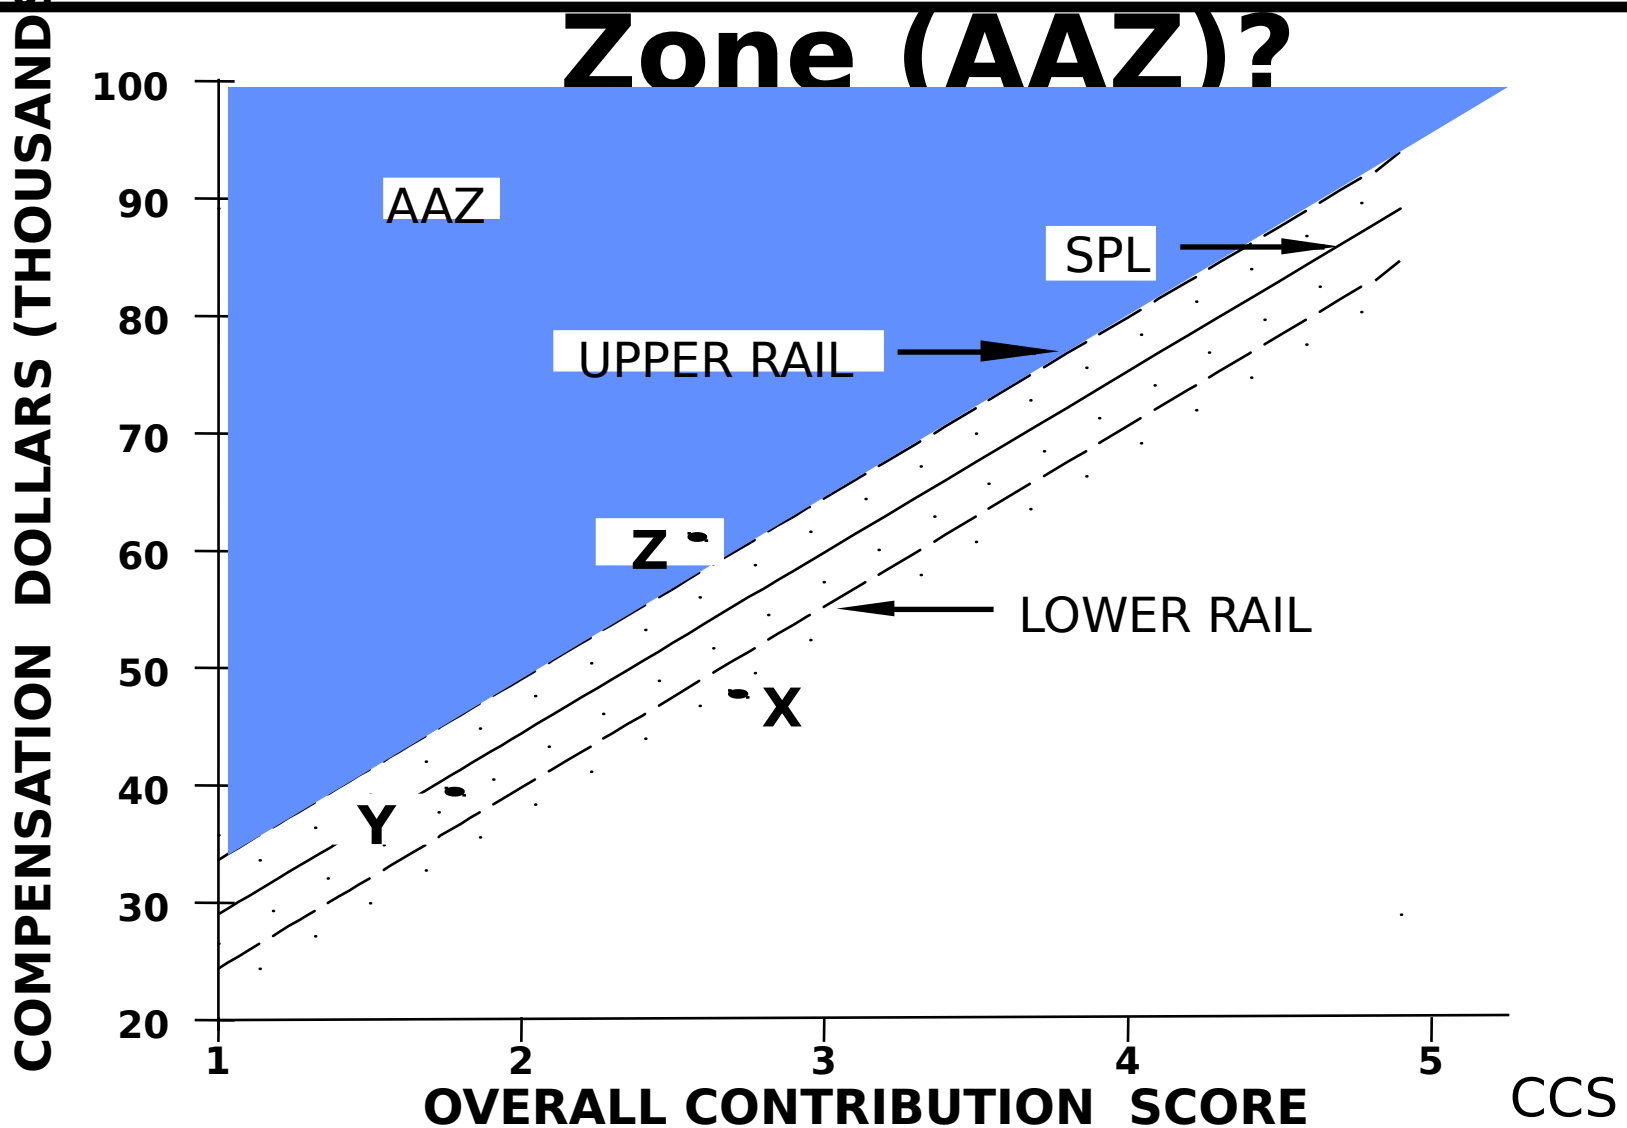 Zone (AAZ)?
COMPENSATION DOLLARS (THOUSANDS
100
90
80
70
60
50
40
30
20
AAZ
SPL
UPPER RAIL
Z
LOWER RAIL
X
Y
1 2 3 4 5
OVERALL CONTRIBUTION SCORE
CCS